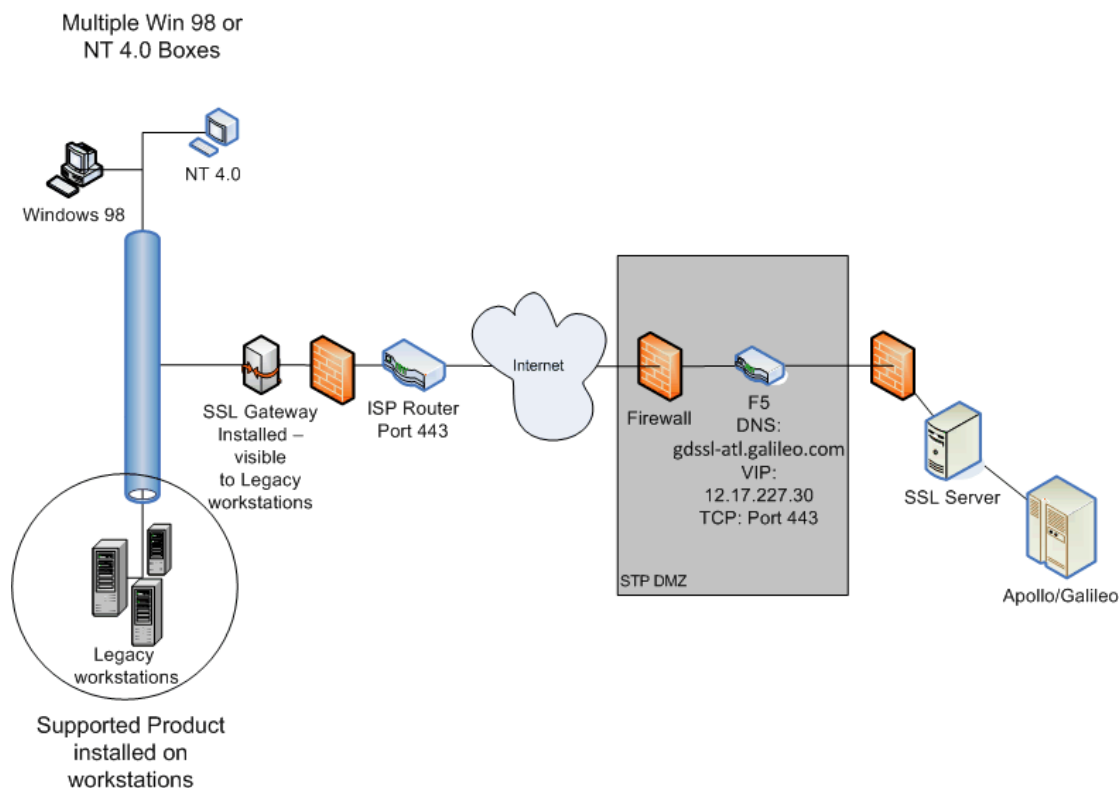 Multiple Win 98 or
NT 4.0 Boxes
NT 4.0
Windows 98
SSL Gateway
Installed –
visible
to Legacy
workstations
ISP Router
Port 443
Internet
Firewall
F5
DNS:
gdssl-atl.galileo.com
VIP:
12.17.227.30
TCP: Port 443
STP DMZ
SSL Server
Apollo/Galileo
Legacy
workstations
Supported Product
installed on
workstations